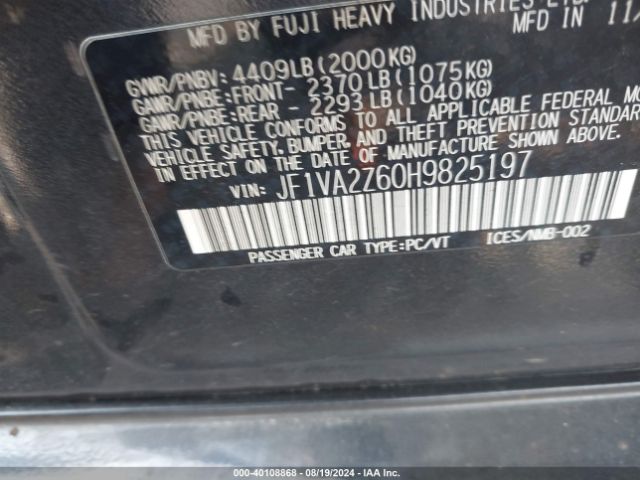 MFD BY FUJI HEAVY INDUSTRIES LTD.
MFD IN 11
GVWR/PNBV: 4409LB(2000KG)
GAWR/PNBE:FRONT- 2370LB(1075KG)
GAWR/PNBE:REAR - 2293LB(1040KG)
THIS VEHICLE CONFORMS TO ALL APPLICABLE FEDERAL MO
VEHICLE SAFETY, BUMPER, AND THEFT PREVENTION STANDAR
IN EFFECT ON THE DATE OF MANUFACTURE SHOWN ABOVE.
VIN: JF1VA2Z60H9825197
PASSENGER CAR TYPE:PC/VT ICES/NMB-002
000-40108868 - 08/19/2024 - IAA Inc.